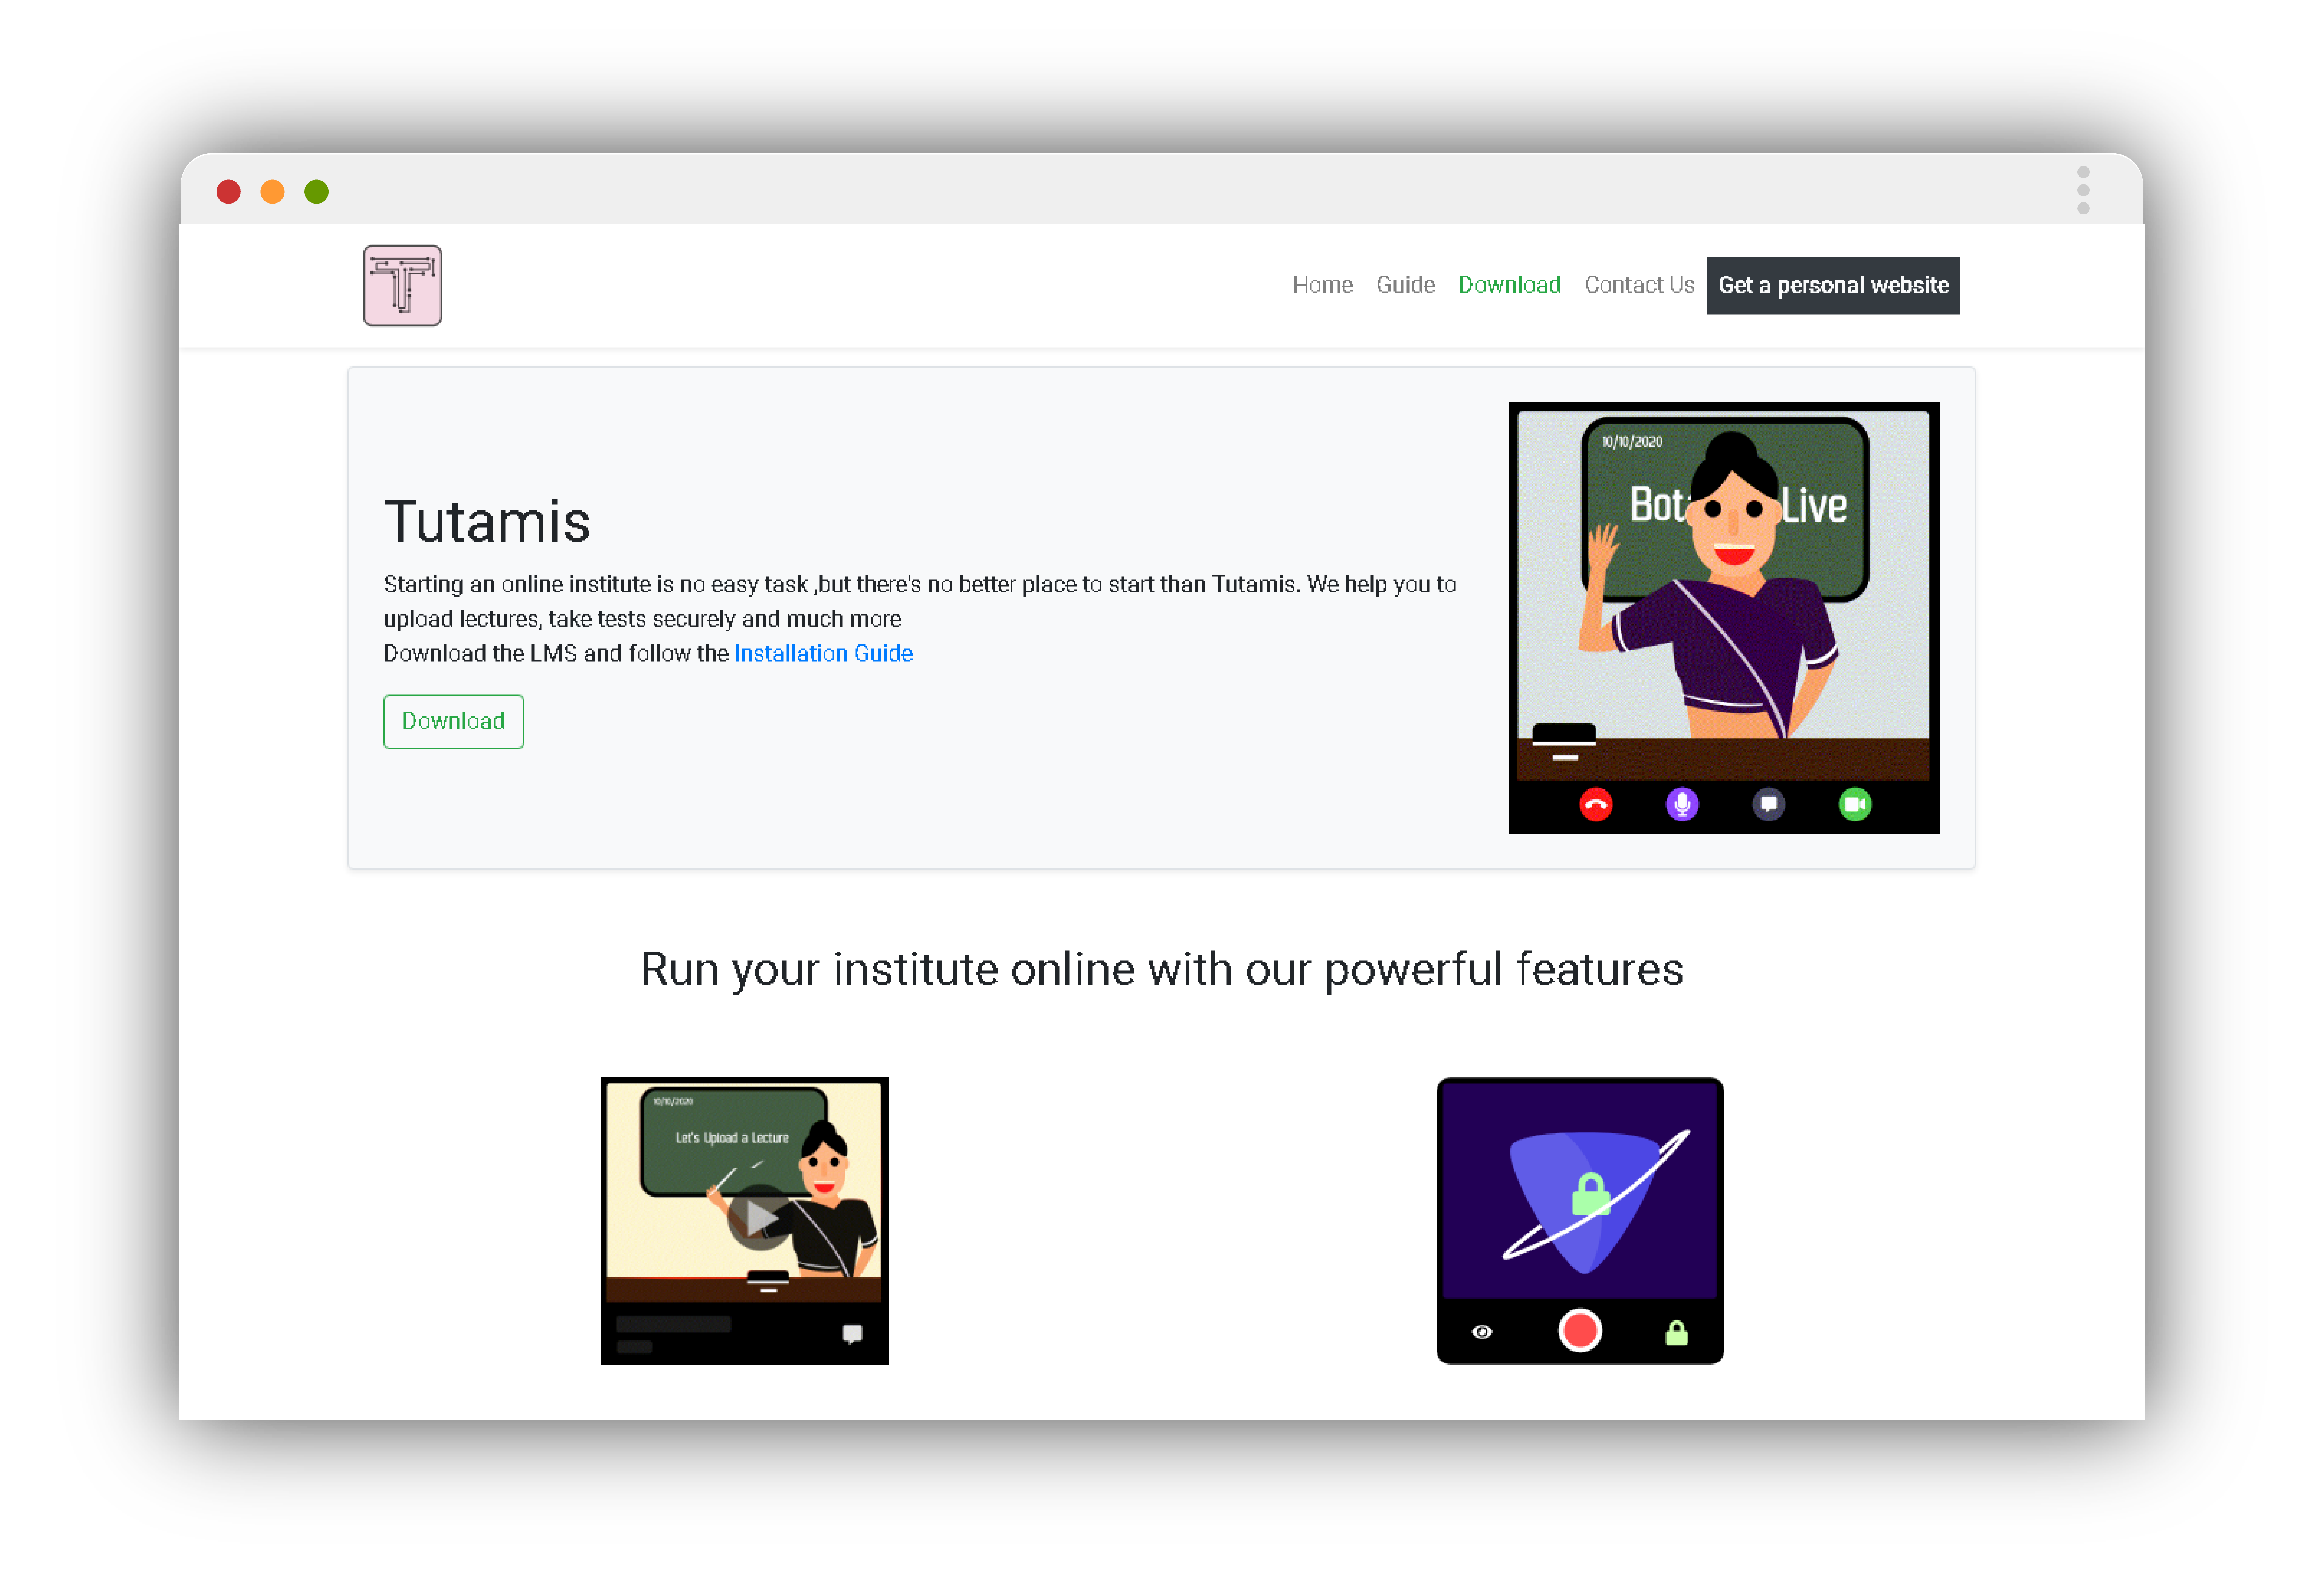 T
Home Guide Download Contact Us Get a personal website
10/10/2020
Bot Live
Tutamis
Starting an online institute is no easy task ,but there's no better place to start than Tutamis. We help you to
upload lectures, take tests securely and much more
Download the LMS and follow the Installation Guide
Download
Run your institute online with our powerful features
10/10/2020
Let's Upload a Lecture